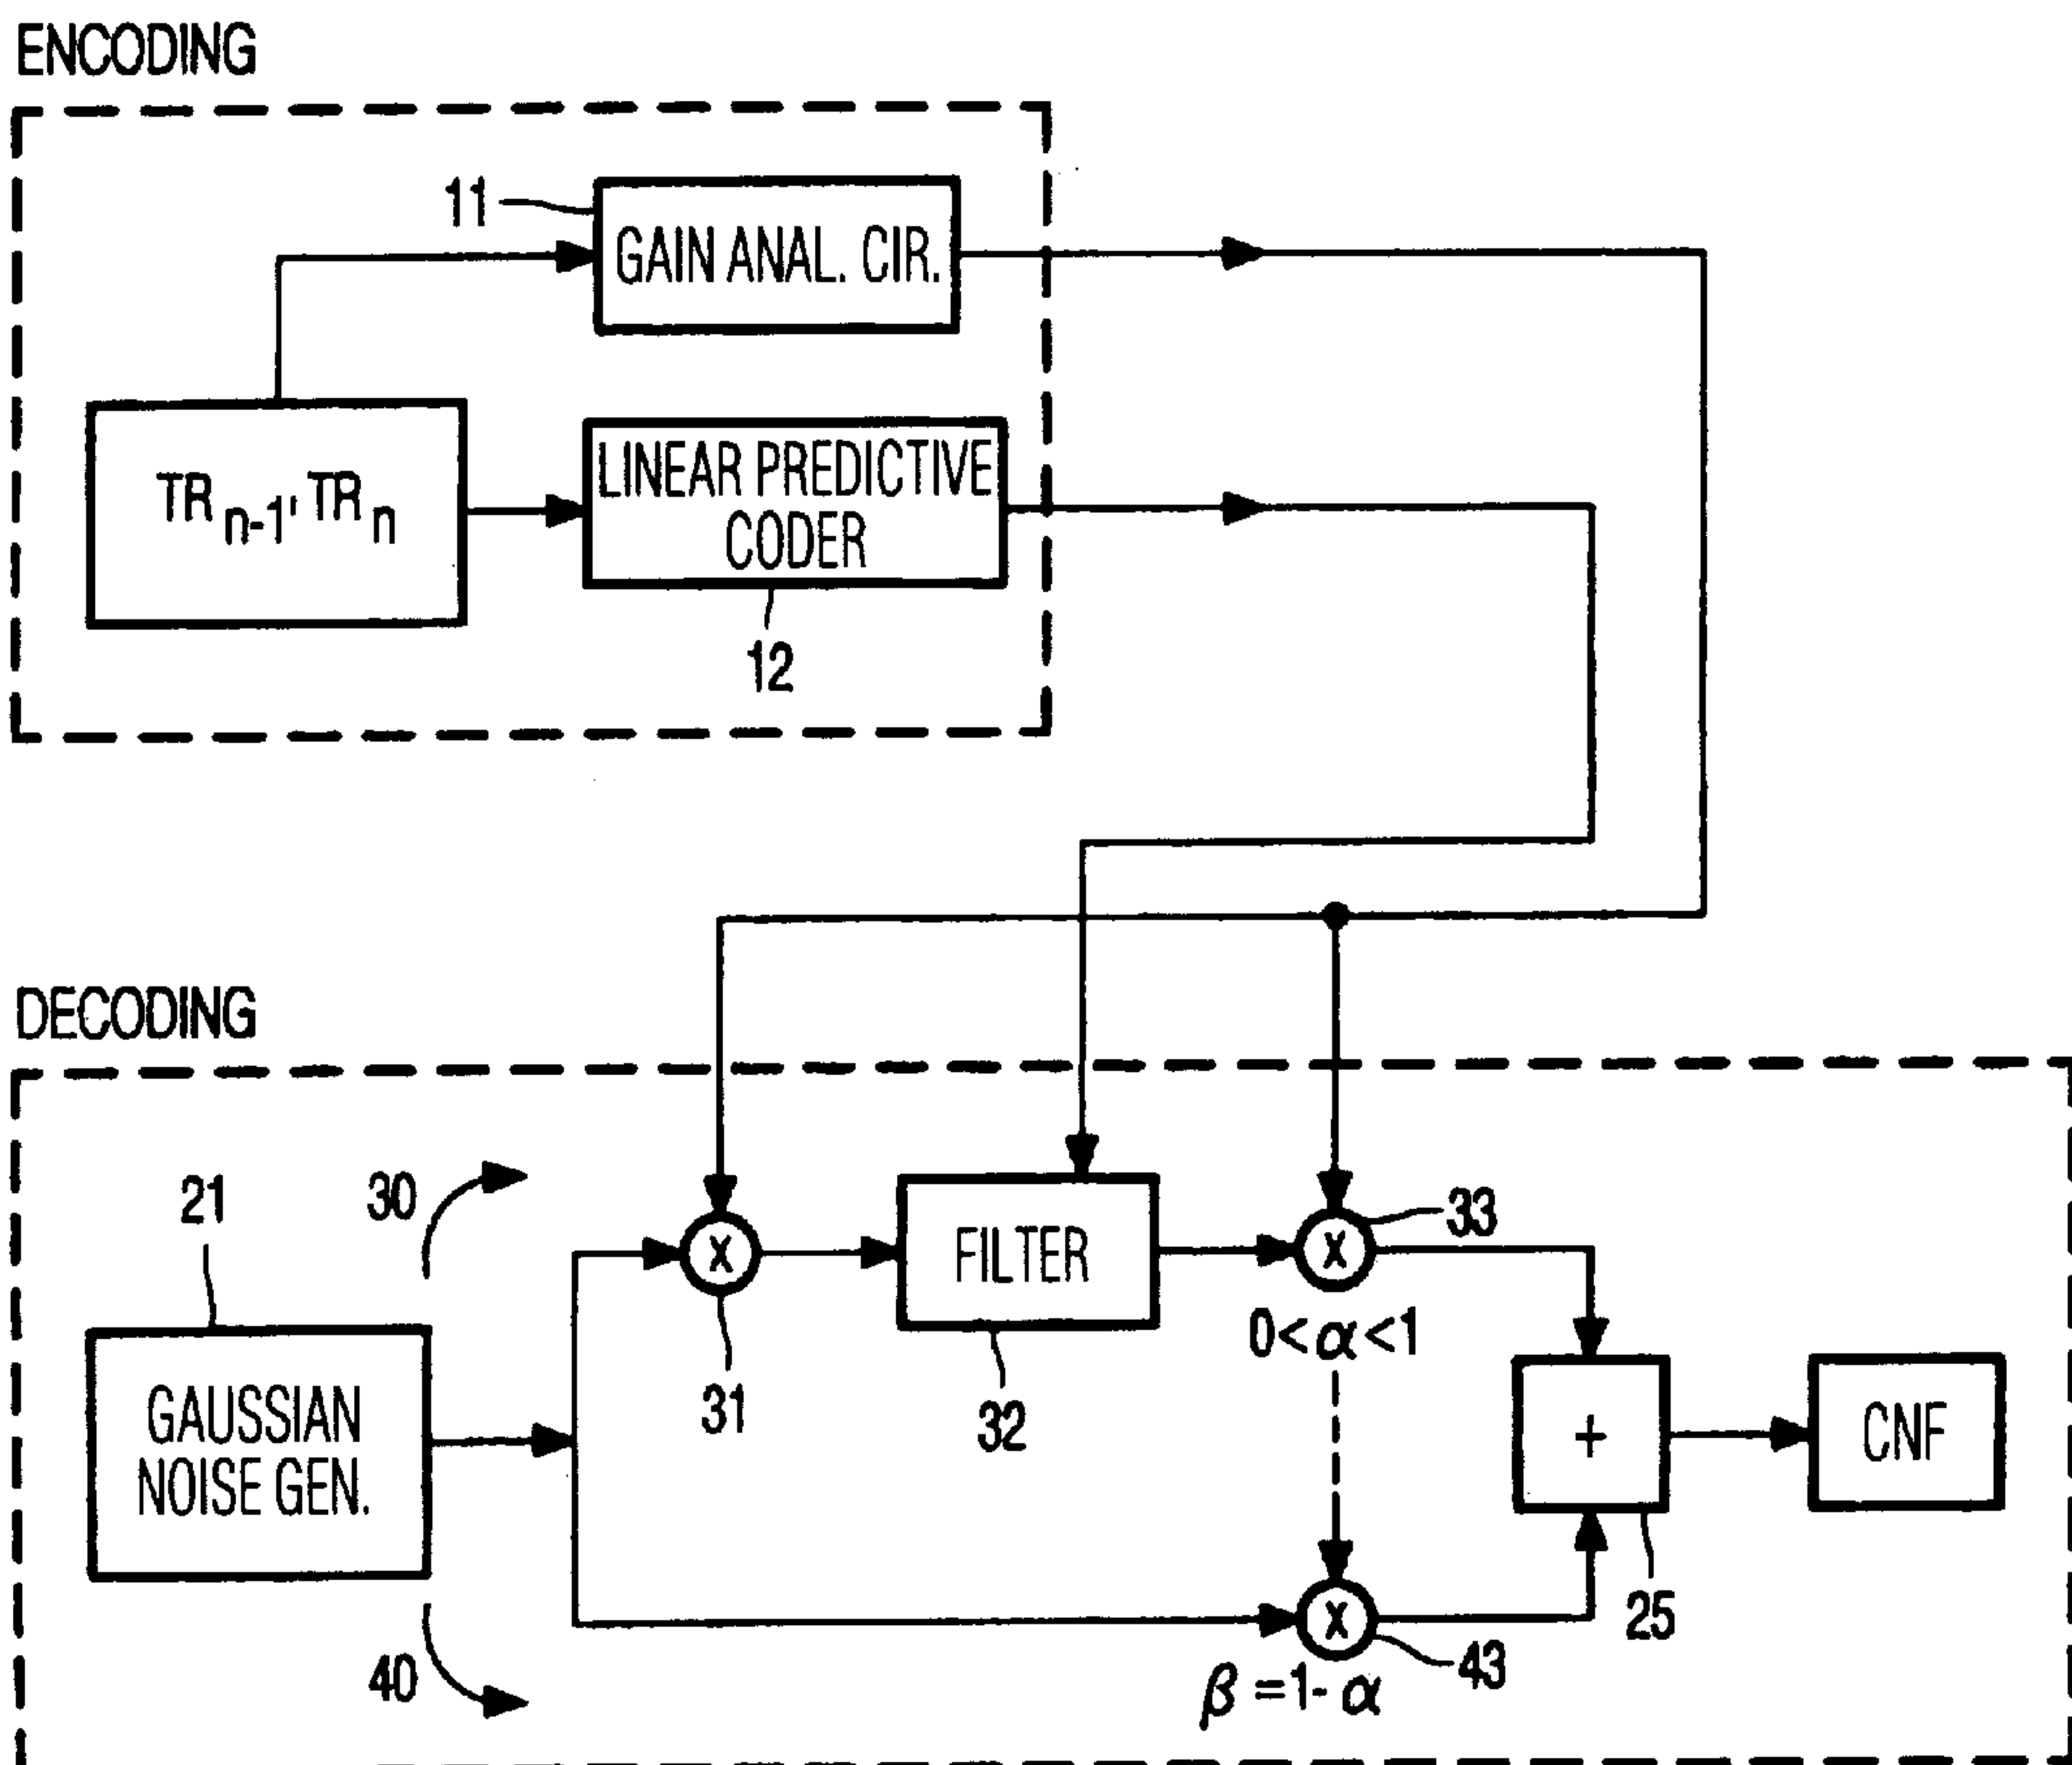 ENCODING
11
GAIN ANAL. CIR.
TR n-1, TR n
LINEAR PREDICTIVE
CODER
12
DECODING
21
30
X
31
FILTER
32
X
33
0<α<1
GAUSSIAN
NOISE GEN.
+
25
CNF
40
X
43
β =1- α